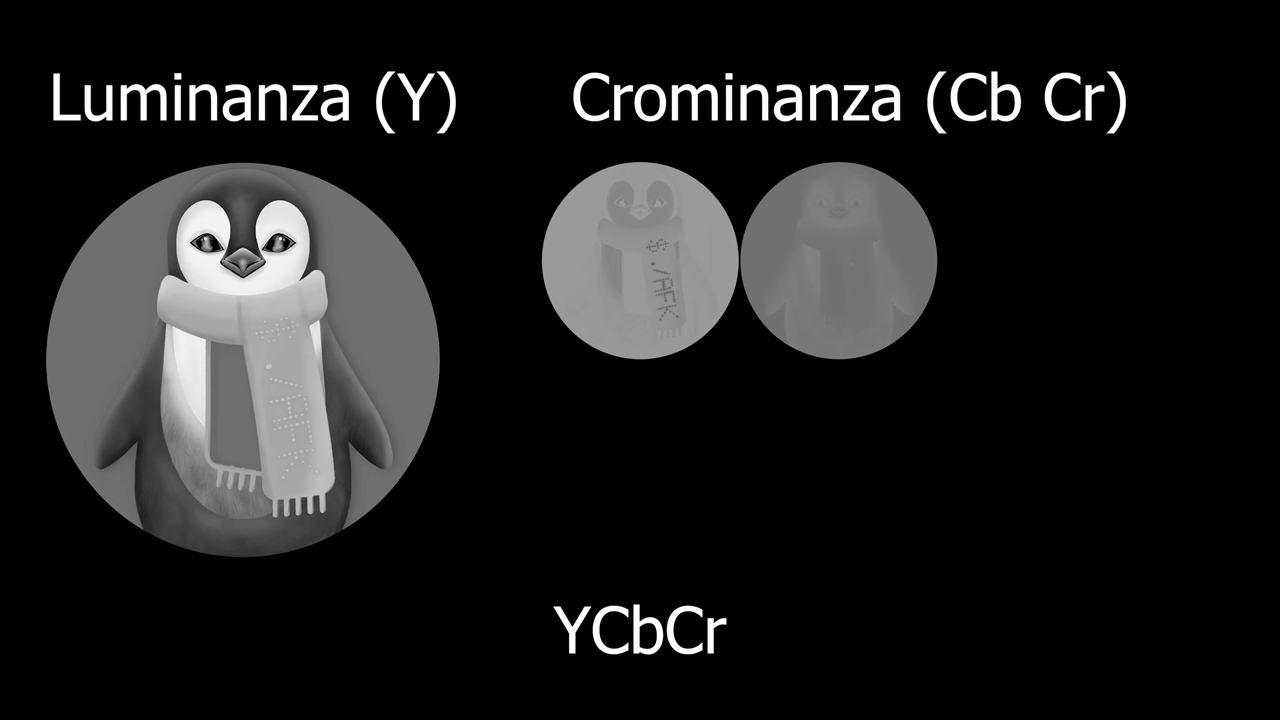 Luminanza (Y)
Crominanza (Cb Cr)
$
./AFK
YCbCr